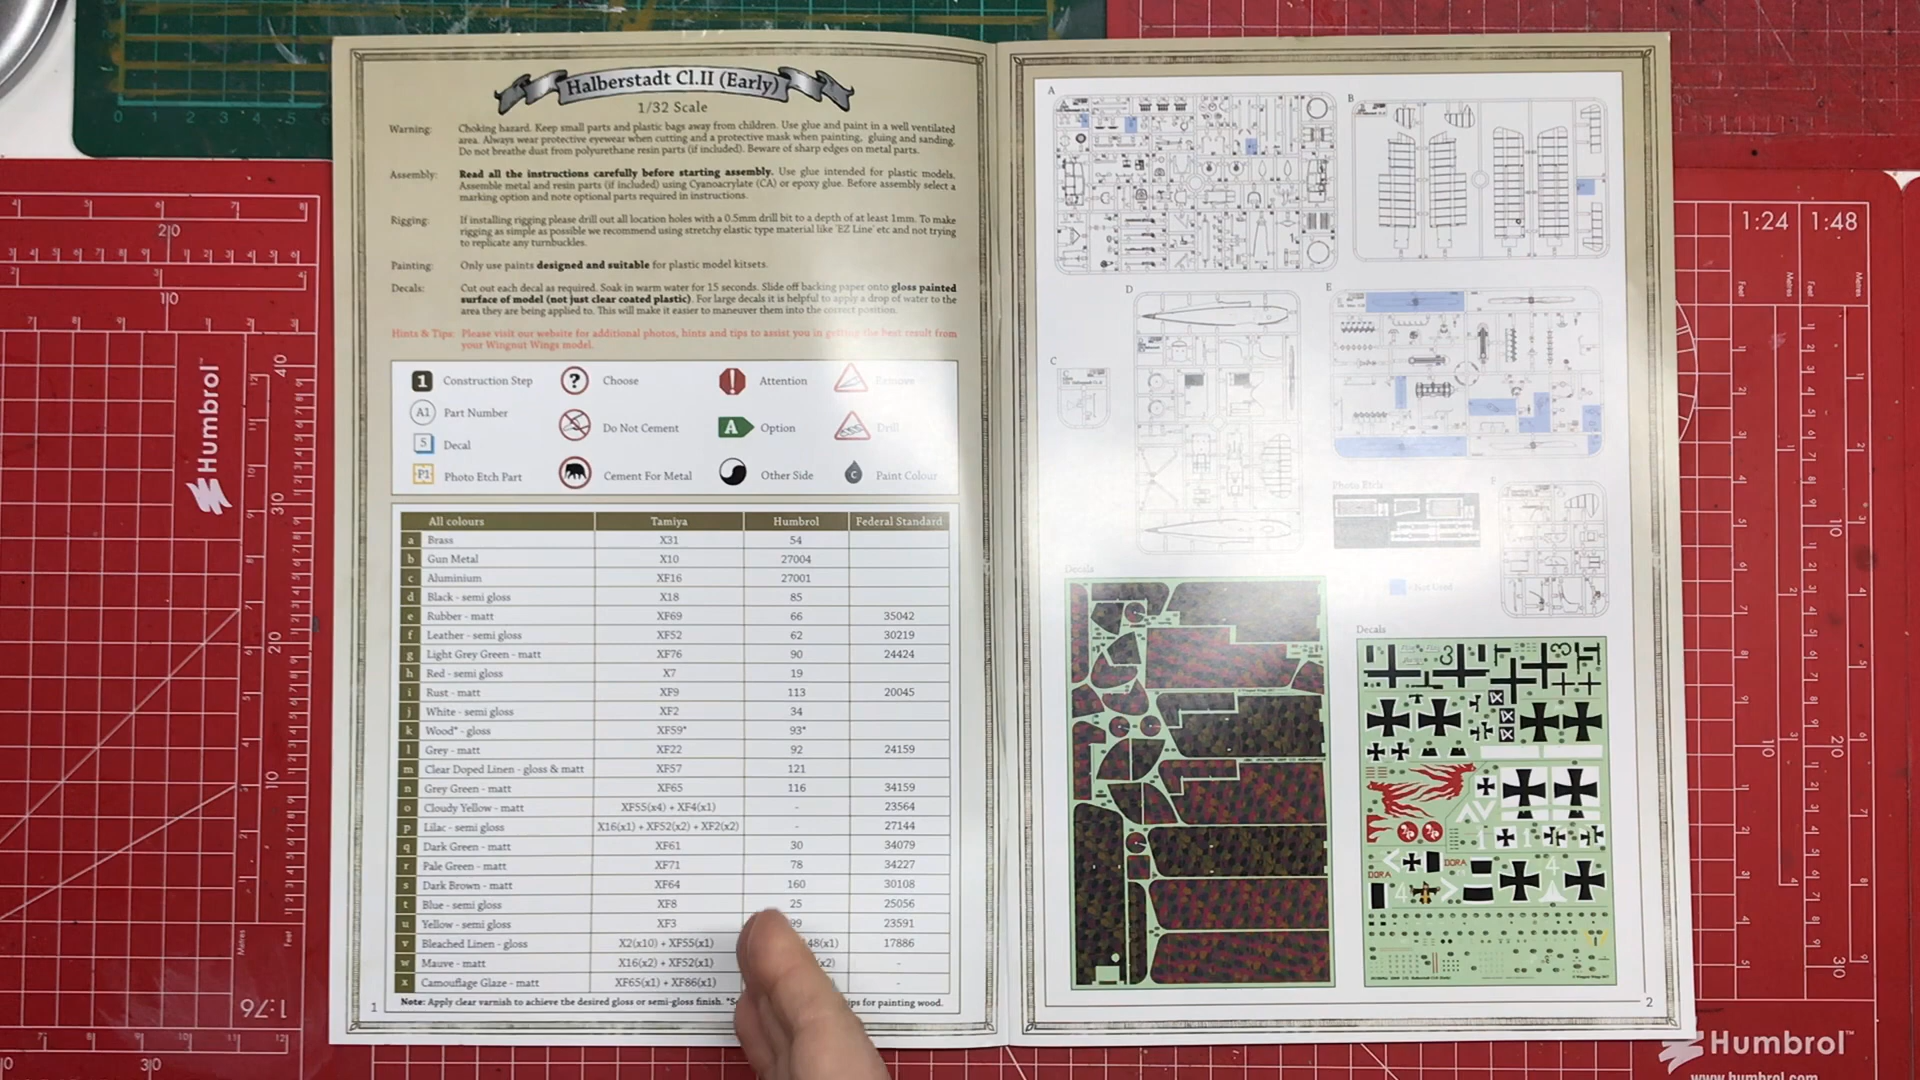 Halberstadt Cl.II (Early)
1/32 Scale
Warning: Choking hazard. Keep small parts and plastic bags away from children. Use glue and paint in a well ventilated
area. Always wear protective eyewear when cutting and a protective mask when painting, gluing and sanding.
Do not breathe dust from polyurethane resin parts (if included). Beware of sharp edges on metal parts.
Assembly: Read all the instructions carefully before starting assembly. Use glue intended for plastic models.
Assemble metal and resin parts (if included) using Cyanoacrylate (CA) or epoxy glue. Before assembly select a
marking option and note optional parts required in instructions.
Rigging: If installing rigging please drill out all location holes with a 0.5mm drill bit to a depth of at least 1mm. To make
rigging as simple as possible we recommend using stretchy elastic type material like 'EZ Line' etc and not trying
to replicate any turnbuckles.
Painting: Only use paints designed and suitable for plastic model kitsets.
Decals: Cut out each decal as required. Soak in warm water for 15 seconds. Slide off backing paper onto gloss painted
surface of model (not just clear coated plastic). For large decals it is helpful to apply a drop of water to the
area they are being applied to. This will make it easier to maneuver them into the correct position.
Hints & Tips: Please visit our website for additional photos, hints and tips to assist you in getting the best result from
your Wingnut Wings model.
1 Construction Step ? Choose ! Attention Remove
A1 Part Number
Do Not Cement A Option Drill
5 Decal
P1 Photo Etch Part Cement For Metal Other Side C Paint Colour
All colours Tamiya Humbrol Federal Standard
a Brass X31 54
b Gun Metal X10 27004
c Aluminium XF16 27001
d Black - semi gloss X18 85
e Rubber - matt XF69 66 35042
f Leather - semi gloss XF52 62 30219
g Light Grey Green - matt XF76 90 24424
h Red - semi gloss X7 19
i Rust - matt XF9 113 20045
j White - semi gloss XF2 34
k Wood* - gloss XF59* 93*
l Grey - matt XF22 92 24159
m Clear Doped Linen - gloss & matt XF57 121
n Grey Green - matt XF65 116 34159
o Cloudy Yellow - matt XF55(x4) + XF4(x1) - 23564
p Lilac - semi gloss X16(x1) + XF52(x2) + XF2(x2) - 27144
q Dark Green - matt XF61 30 34079
r Pale Green - matt XF71 78 34227
s Dark Brown - matt XF64 160 30108
t Blue - semi gloss XF8 25 25056
u Yellow - semi gloss XF3 99 23591
v Bleached Linen - gloss X2(x10) + XF55(x1) 48(x1) 17886
w Mauve - matt X16(x2) + XF52(x1) (x2) -
x Camouflage Glaze - matt XF65(x1) + XF86(x1) -
Note: Apply clear varnish to achieve the desired gloss or semi-gloss finish. for painting wood.
1
A
B
D
E
C
Photo Etch
F
Decals
- Not Used
Decals
DORA
DORA
2
Humbrol
1:76
1:24 1:48
Humbrol™
www.humbrol.com